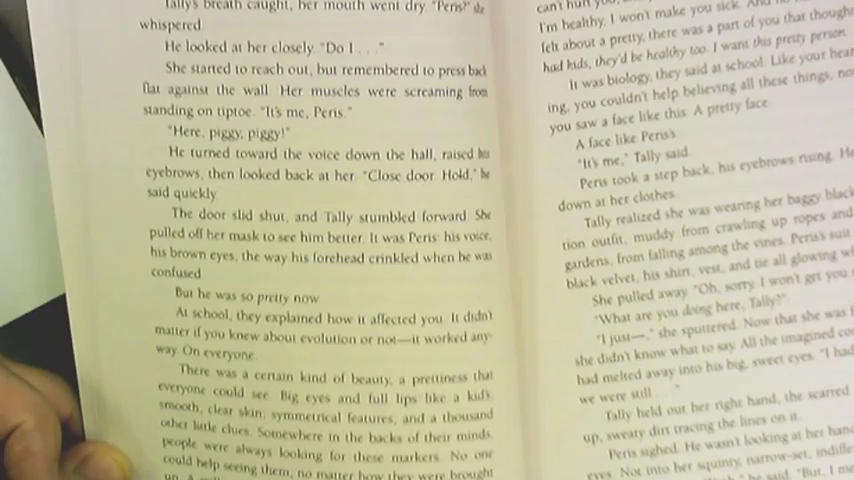 Tally's breath caught, her mouth went dry "Peris?" she
whispered.
He looked at her closely. "Do I . . ."
She started to reach out, but remembered to press back
flat against the wall. Her muscles were screaming from
standing on tiptoe. "It's me, Peris."
"Here, piggy, piggy!"
He turned toward the voice down the hall, raised his
eyebrows, then looked back at her. "Close door. Hold," he
said quickly.
The door slid shut, and Tally stumbled forward. She
pulled off her mask to see him better. It was Peris: his voice,
his brown eyes, the way his forehead crinkled when he was
confused.
But he was so pretty now.
At school, they explained how it affected you. It didn't
matter if you knew about evolution or not—it worked any-
way. On everyone.
There was a certain kind of beauty, a prettiness that
everyone could see. Big eyes and full lips like a kid's,
smooth, clear skin, symmetrical features, and a thousand
other little clues. Somewhere in the backs of their minds,
people were always looking for these markers. No one
could help seeing them, no matter how they were brought
up. A
can't hurt you,
I'm healthy, I won't make you sick. And
felt about a pretty, there was a part of you that though
had kids, they'd be healthy too. I want this pretty person.
It was biology, they said at school. Like your hear
ing, you couldn't help believing all these things, no
you saw a face like this. A pretty face.
A face like Peris's.
"It's me," Tally said.
Peris took a step back, his eyebrows rising. He
down at her clothes.
Tally realized she was wearing her baggy black
tion outfit, muddy from crawling up ropes and
gardens, from falling among the vines. Peris's suit
black velvet, his shirt, vest, and tie all glowing w
She pulled away. "Oh, sorry. I won't get you
"What are you doing here, Tally?"
"I just—," she sputtered. Now that she was f
she didn't know what to say. All the imagined co
had melted away into his big, sweet eyes. "I had
we were still . . ."
Tally held out her right hand, the scarred
up, sweaty dirt tracing the lines on it.
Peris sighed. He wasn't looking at her hand
eyes. Not into her squinty, narrow-set, indiffe
he said. "But, I me